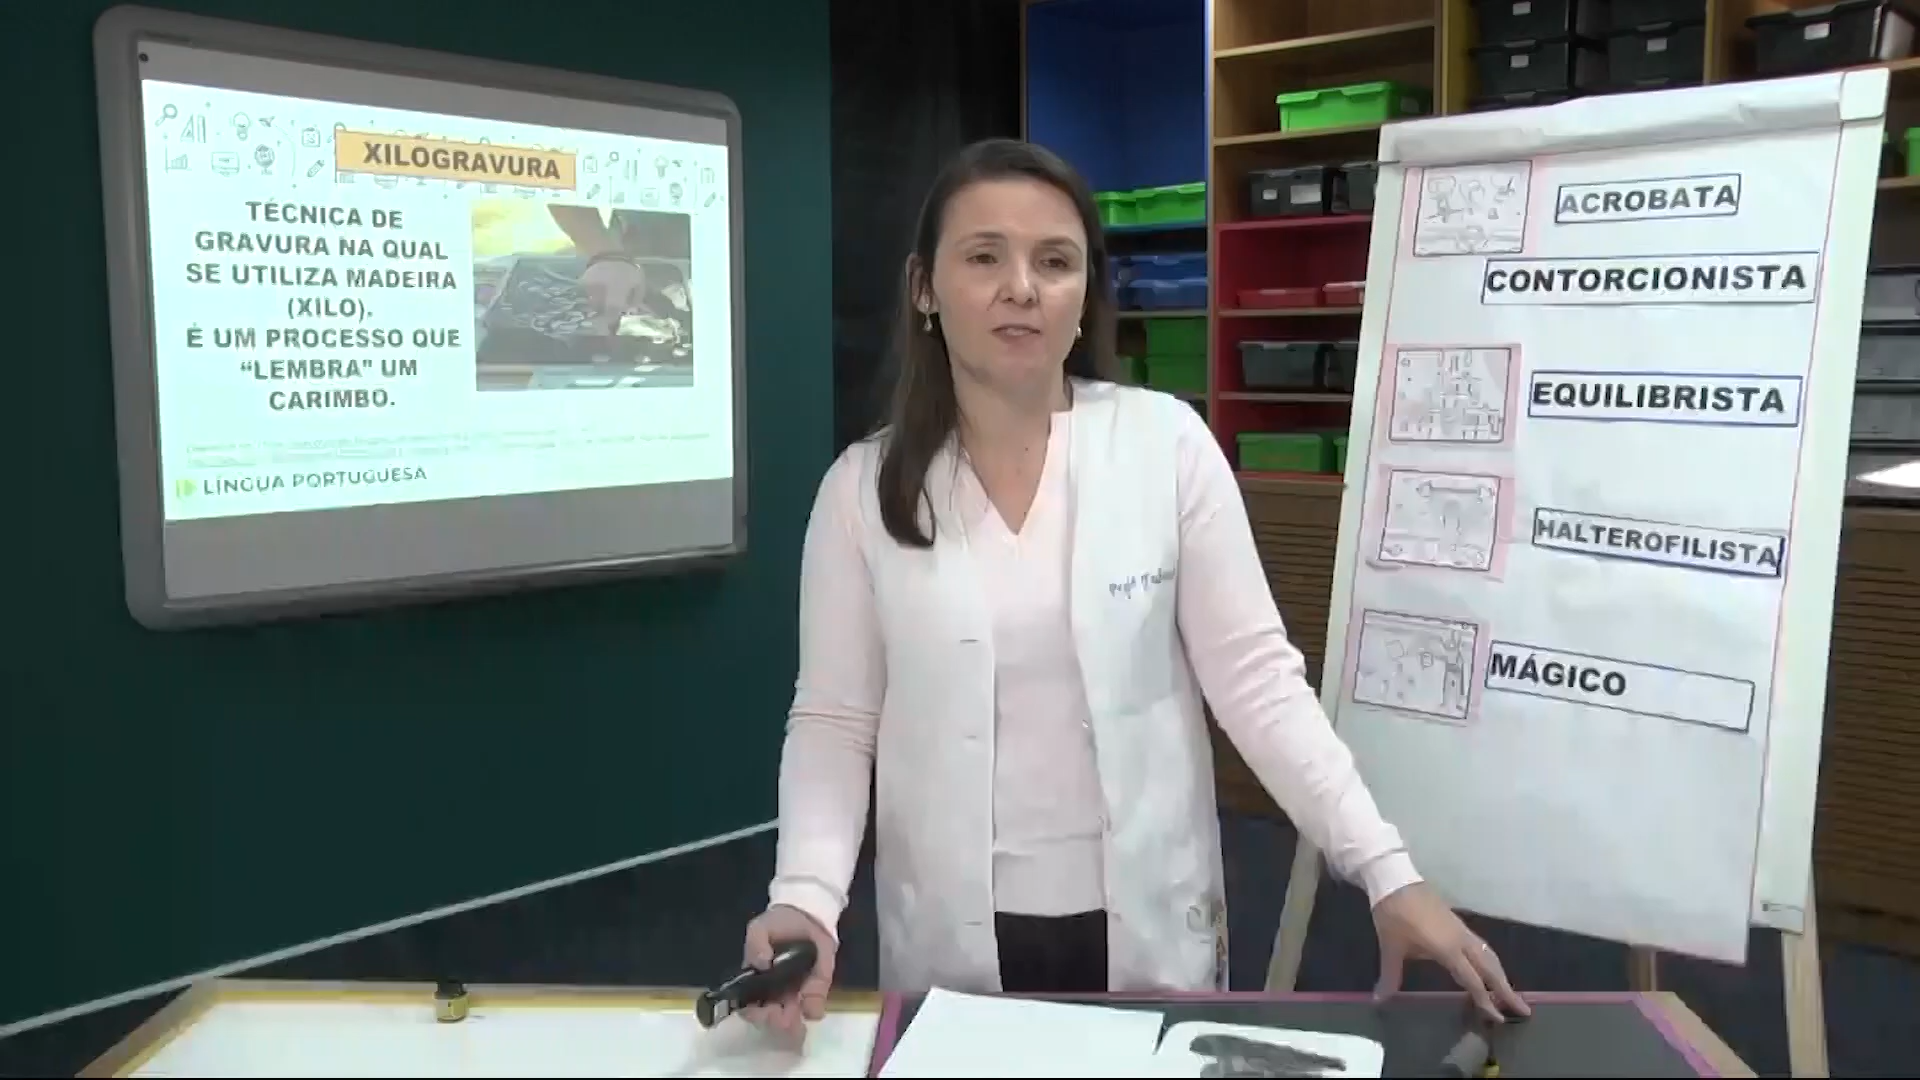 XILOGRAVURA
TÉCNICA DE
GRAVURA NA QUAL
SE UTILIZA MADEIRA
(XILO).
É UM PROCESSO QUE
“LEMBRA” UM
CARIMBO.
LÍNGUA PORTUGUESA
ACROBATA
CONTORCIONISTA
EQUILIBRISTA
HALTEROFILISTA
MÁGICO